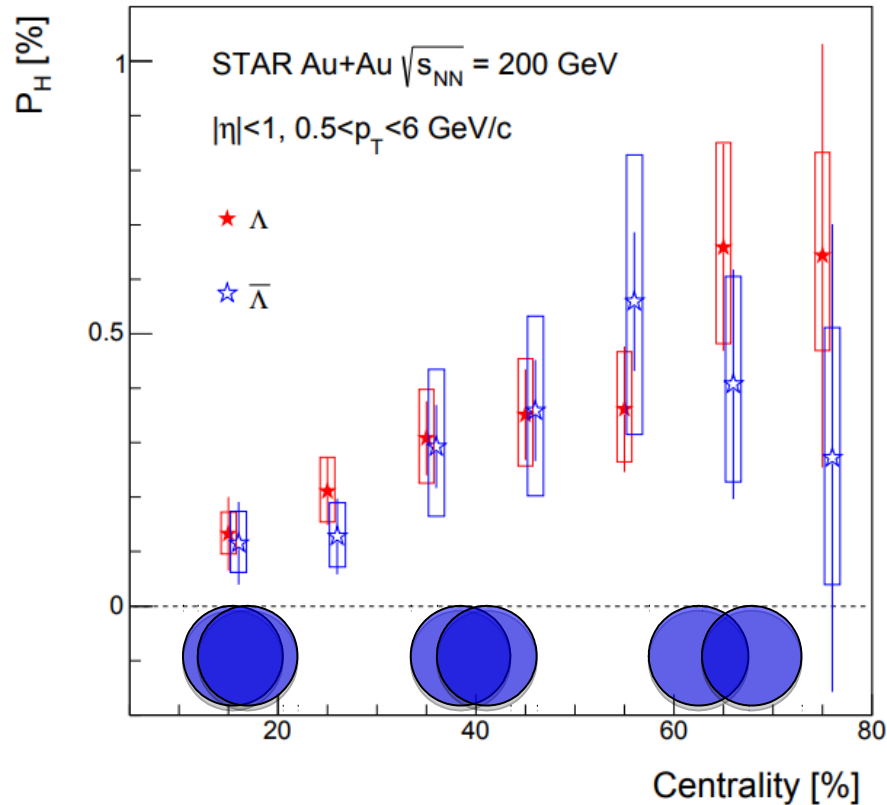 P_H [%]
1
STAR Au+Au √s_NN = 200 GeV
|η|<1, 0.5<p_T<6 GeV/c
Λ
Λ̅
0.5
0
20 40 60 80
Centrality [%]